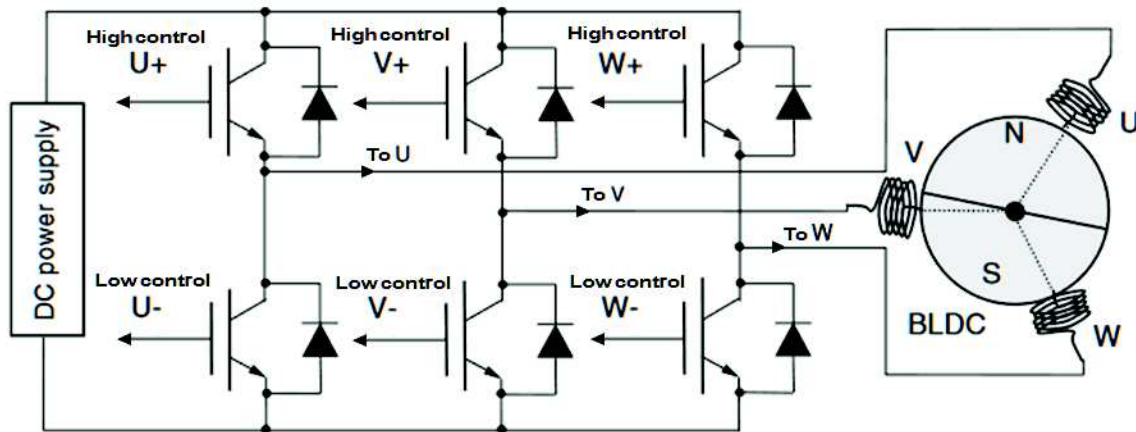 High control
U+
High control
V+
High control
W+
To U
To V
To W
Low control
U-
Low control
V-
Low control
W-
DC power supply
N
S
U
V
W
BLDC